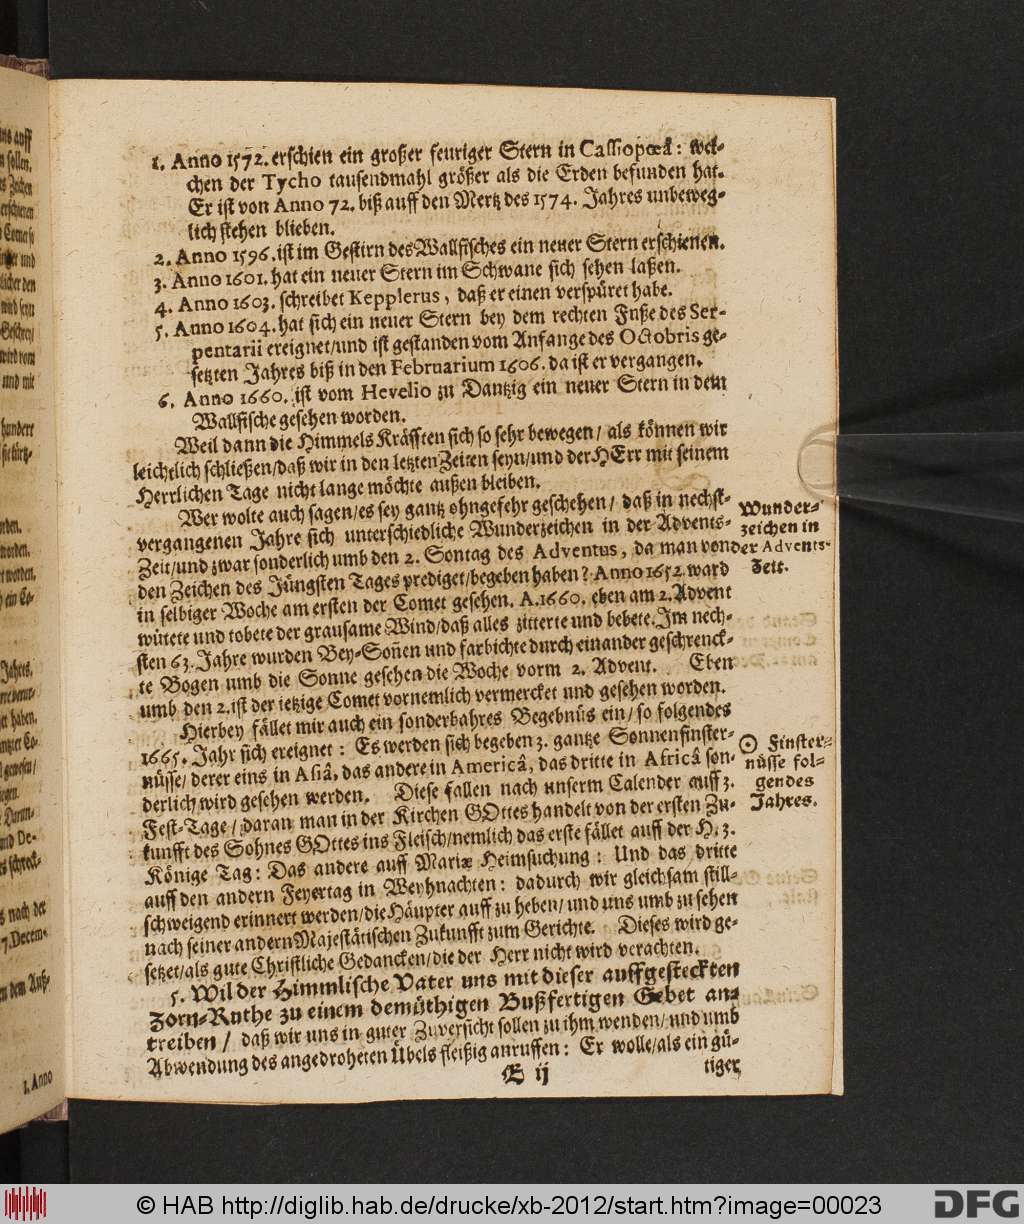 1. Anno 1572. erschien ein großer feuriger Stern in Cassiopœâ: wel-
chen der Tycho tausendmahl größer als die Erden befunden hat.
Er ist von Anno 72. biß auff den Mertz des 1574. Jahres unbeweg-
lich stehen blieben.
2. Anno 1596. ist im Gestirn des Wallfisches ein neuer Stern erschienen.
3. Anno 1601. hat ein neuer Stern im Schwane sich sehen laßen.
4. Anno 1603. schreibet Kepplerus, daß er einen verspüret habe.
5. Anno 1604. hat sich ein neuer Stern bey dem rechten Fuße des Ser-
pentarii ereignet/und ist gestanden vom Anfange des Octobris ge-
setzten Jahres biß in den Februarium 1606. da ist er vergangen.
6. Anno 1660. ist vom Hevelio zu Dantzig ein neuer Stern in dem
Wallfische gesehen worden.
Weil dann die Himmels Kräfften sich so sehr bewegen/ als können wir
leichtlich schließen/daß wir in den letzten Zeiten seyn/und der HErr mit seinem
Herrlichen Tage nicht lange möchte außen bleiben.
Wer wolte auch sagen/es sey gantz ohngefehr geschehen/ daß in nechst-
vergangenen Jahre sich unterschiedliche Wunderzeichen in der Advents-
Zeit/und zwar sonderlich umb den 2. Sontag des Adventus, da man von
den Zeichen des Jüngsten Tages prediget/begeben haben? Anno 1652. ward
in selbiger Woche am ersten der Comet gesehen. A. 1660. eben am 2. Advent
wütete und tobete der grausame Wind/daß alles zitterte und bebete. Im nech-
sten 63. Jahre wurden Bey-Soñen und farbichte durch einander geschrenck-
te Bogen umb die Sonne gesehen die Woche vorm 2. Advent. Eben
umb den 2. ist der ietzige Comet vornemlich vermercket und gesehen worden.
Wunder-
zeichen in
der Advents-
Zeit.
Hierbey fället mir auch ein sonderbahres Begebnüs ein/ so folgendes
1665. Jahr sich ereignet: Es werden sich begeben 3. gantze Sonnenfinster-
nüsse/ derer eins in Asiâ, das andere in Americâ, das dritte in Africâ son-
derlich wird gesehen werden. Diese fallen nach unserm Calender auff 3.
Fest-Tage/ daran man in der Kirchen GOttes handelt von der ersten Zu-
kunfft des Sohnes GOttes ins Fleisch/nemlich das erste fället auff der H. 3.
Könige Tag: Das andere auff Mariæ Heimsuchung: Und das dritte
auff den andern Feyertag in Weyhnachten: dadurch wir gleichsam still-
schweigend erinnert werden/die Häupter auff zu heben/ und uns umb zu sehen
nach seiner andern Majestätischen Zukunfft zum Gerichte. Dieses wird ge-
setzet/als gute Christliche Gedancken/die der Herr nicht wird verachten.
☉ Finster-
nüsse fol-
gendes
Jahres.
5. Wil der Himmlische Vater uns mit dieser auffgesteckten
Zorn-Ruthe zu einem demüthigen Bußfertigen Gebet an-
treiben/ daß wir uns in guter Zuversicht sollen zu ihm wenden/ und umb
Abwendung des angedroheten Übels fleißig anruffen: Er wolle/als ein gü-
E ij
tiger
1. Anno
© HAB http://diglib.hab.de/drucke/xb-2012/start.htm?image=00023
DFG